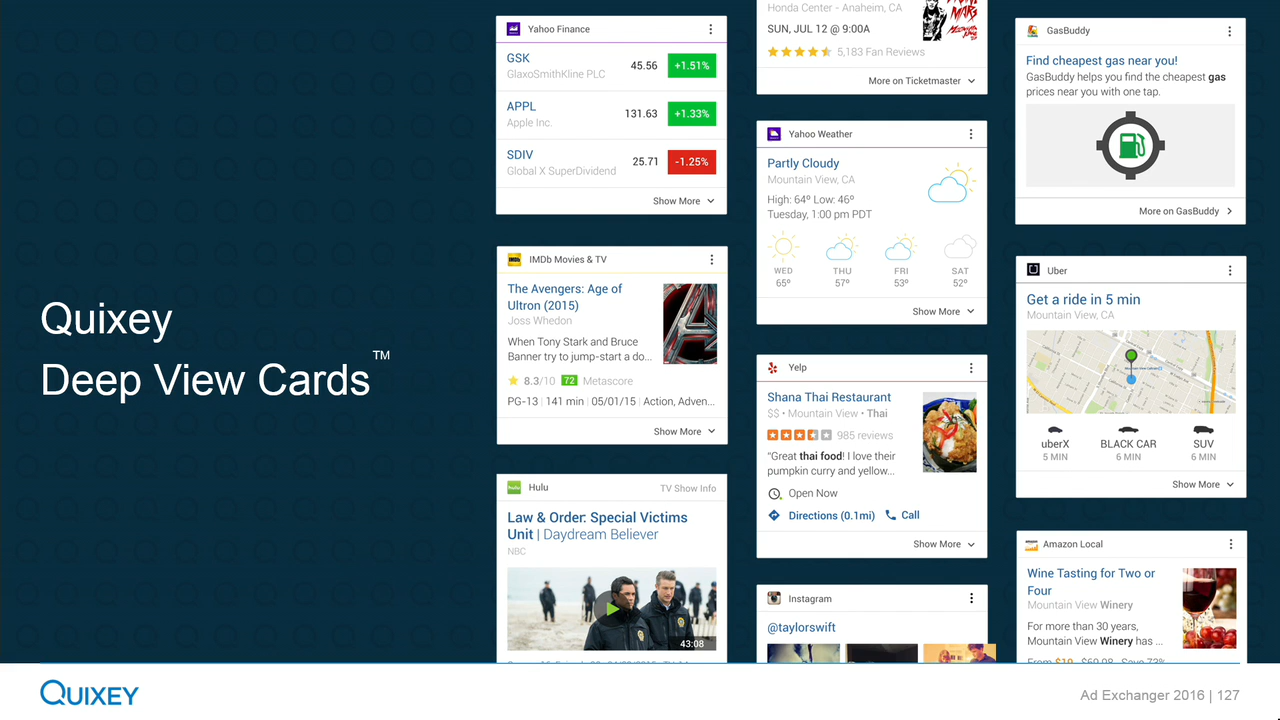 Quixey
Deep View Cards™
Yahoo Finance
GSK
GlaxoSmithKline PLC
45.56
+1.51%
APPL
Apple Inc.
131.63
+1.33%
SDIV
Global X SuperDividend
25.71
-1.25%
Show More
IMDb Movies & TV
The Avengers: Age of
Ultron (2015)
Joss Whedon
When Tony Stark and Bruce
Banner try to jump-start a do...
8.3/10 72 Metascore
PG-13 | 141 min | 05/01/15 | Action, Adven...
Show More
hulu
Hulu
TV Show Info
Law & Order: Special Victims
Unit | Daydream Believer
NBC
43:08
Honda Center - Anaheim, CA
SUN, JUL 12 @ 9:00A
5,183 Fan Reviews
More on Ticketmaster
MARS
Yahoo Weather
Partly Cloudy
Mountain View, CA
High: 64º Low: 46º
Tuesday, 1:00 pm PDT
WED THU FRI SAT
65º 57º 53º 52º
Show More
Yelp
Shana Thai Restaurant
$$ • Mountain View • Thai
985 reviews
"Great thai food! I love their
pumpkin curry and yellow...
Open Now
Directions (0.1mi) Call
Show More
Instagram
@taylorswift
GasBuddy
Find cheapest gas near you!
GasBuddy helps you find the cheapest gas
prices near you with one tap.
More on GasBuddy
Uber
Get a ride in 5 min
Mountain View, CA
uberX BLACK CAR SUV
5 MIN 6 MIN 6 MIN
Show More
Amazon Local
Wine Tasting for Two or
Four
Mountain View Winery
For more than 30 years,
Mountain View Winery has ...
From $19 $69.98 Save 73%
QUIXEY
Ad Exchanger 2016 | 127